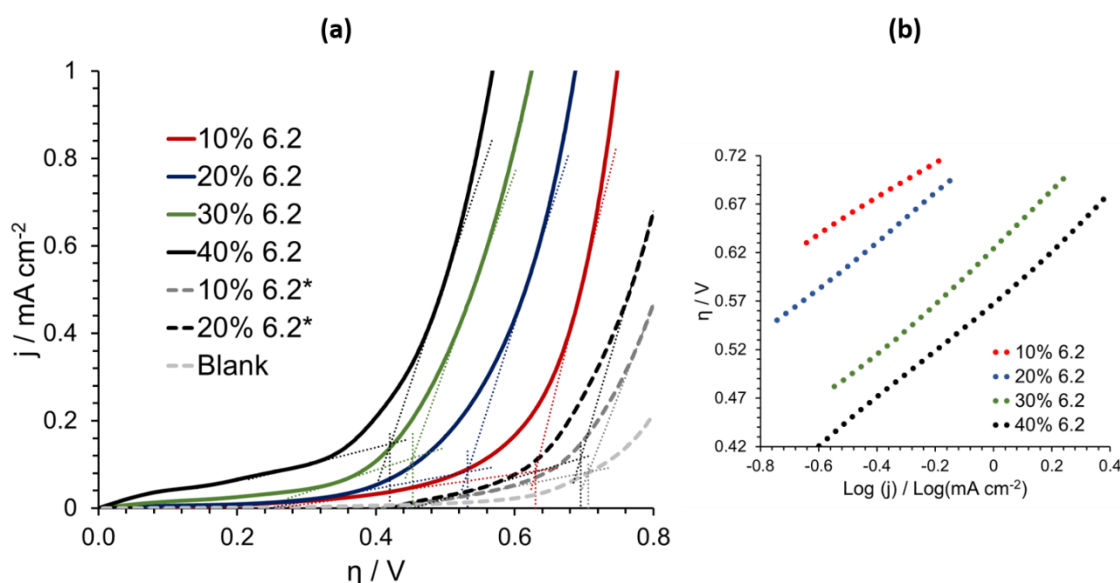 (a)
1
0.8
0.6
0.4
0.2
0
j / mA cm⁻²
10% 6.2
20% 6.2
30% 6.2
40% 6.2
10% 6.2*
20% 6.2*
Blank
0.0 0.2 0.4 0.6 0.8
η / V
(b)
0.72
0.67
0.62
0.57
0.52
0.47
0.42
η / V
10% 6.2
20% 6.2
30% 6.2
40% 6.2
-0.8 -0.6 -0.4 -0.2 0 0.2 0.4
Log (j) / Log(mA cm⁻²)